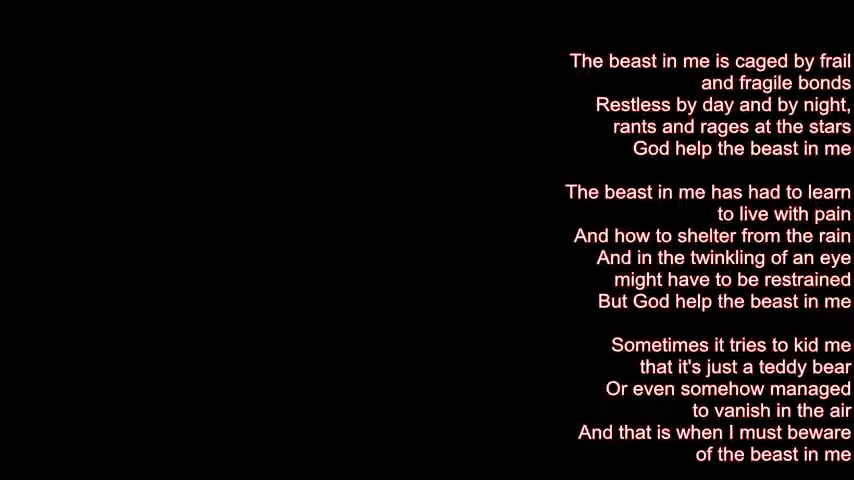 The beast in me is caged by frail
and fragile bonds
Restless by day and by night,
rants and rages at the stars
God help the beast in me
The beast in me has had to learn
to live with pain
And how to shelter from the rain
And in the twinkling of an eye
might have to be restrained
But God help the beast in me
Sometimes it tries to kid me
that it's just a teddy bear
Or even somehow managed
to vanish in the air
And that is when I must beware
of the beast in me